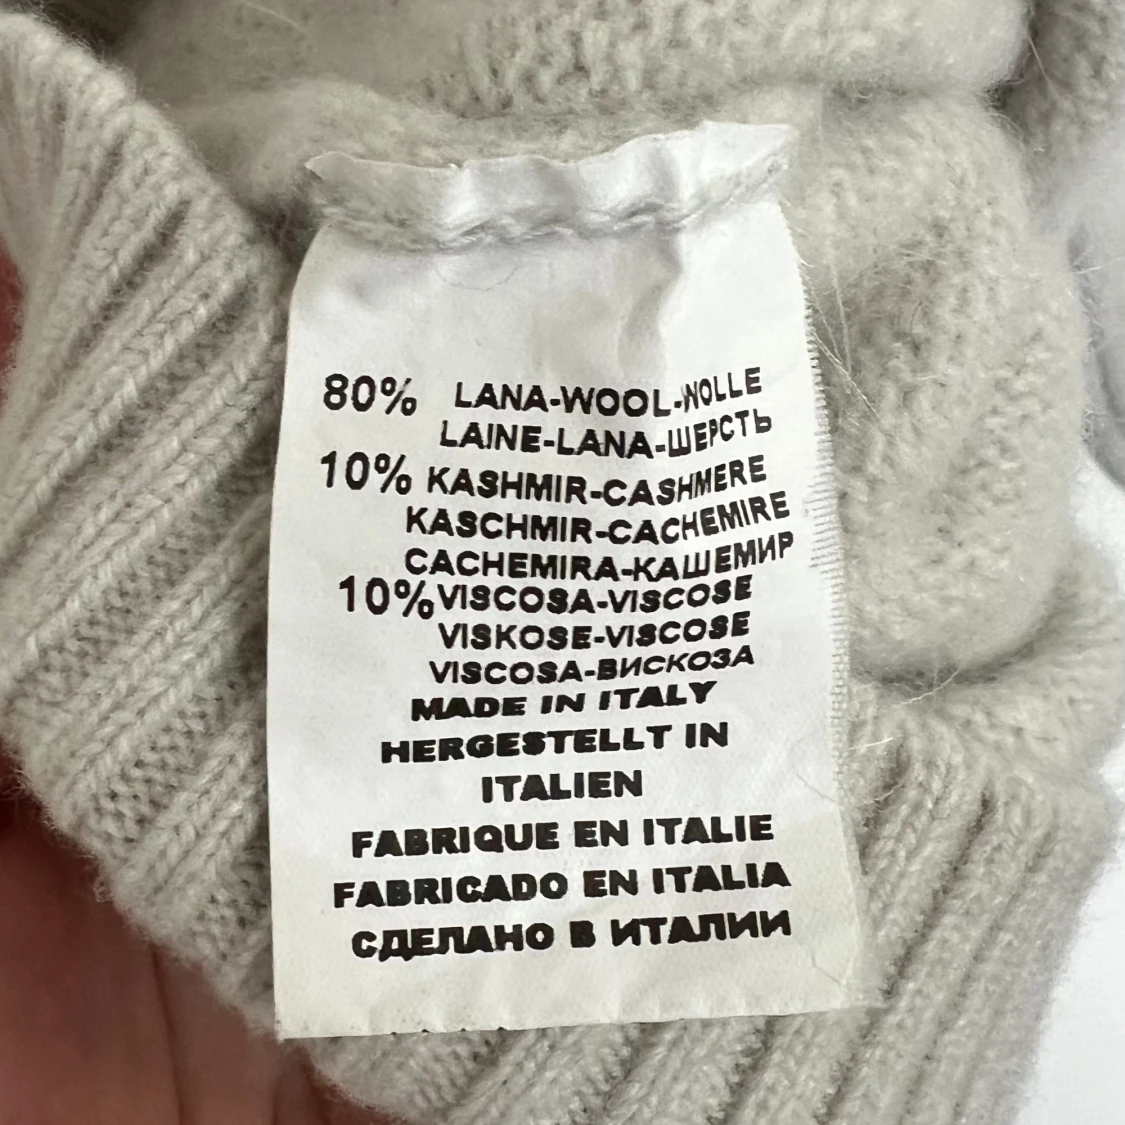 80% LANA-WOOL-WOLLE
LAINE-LANA-ШЕРСТЬ
10% KASHMIR-CASHMERE
KASCHMIR-CACHEMIRE
CACHEMIRA-КАШЕМИР
10% VISCOSA-VISCOSE
VISKOSE-VISCOSE
VISCOSA-ВИСКОЗА
MADE IN ITALY
HERGESTELLT IN
ITALIEN
FABRIQUE EN ITALIE
FABRICADO EN ITALIA
СДЕЛАНО В ИТАЛИИ